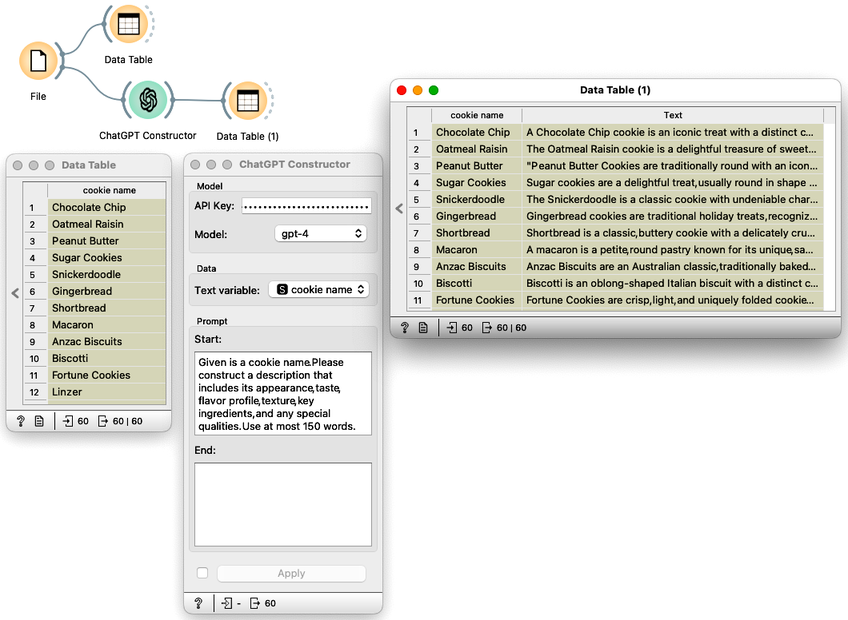 Data Table
File
ChatGPT Constructor
Data Table (1)
Data Table
cookie name
1 Chocolate Chip
2 Oatmeal Raisin
3 Peanut Butter
4 Sugar Cookies
5 Snickerdoodle
6 Gingerbread
7 Shortbread
8 Macaron
9 Anzac Biscuits
10 Biscotti
11 Fortune Cookies
12 Linzer
60 60 | 60
ChatGPT Constructor
Model
API Key: ••••••••••••••••••••••••••
Model: gpt-4
Data
Text variable: S cookie name
Prompt
Start:
Given is a cookie name.Please
construct a description that
includes its appearance,taste,
flavor profile,texture,key
ingredients,and any special
qualities.Use at most 150 words.
End:
Apply
- 60
Data Table (1)
cookie name Text
1 Chocolate Chip A Chocolate Chip cookie is an iconic treat with a distinct c...
2 Oatmeal Raisin The Oatmeal Raisin cookie is a delightful treasure of sweet...
3 Peanut Butter "Peanut Butter Cookies are traditionally round with an icon...
4 Sugar Cookies Sugar cookies are a delightful treat,usually round in shape ...
5 Snickerdoodle The Snickerdoodle is a classic cookie with undeniable char...
6 Gingerbread Gingerbread cookies are traditional holiday treats,recogniz...
7 Shortbread Shortbread is a classic,buttery cookie with a delicately cru...
8 Macaron A macaron is a petite,round pastry known for its unique,sa...
9 Anzac Biscuits Anzac Biscuits are an Australian classic,traditionally baked...
10 Biscotti Biscotti is an oblong-shaped Italian biscuit with a distinct c...
11 Fortune Cookies Fortune Cookies are crisp,light,and uniquely folded cookie...
60 60 | 60